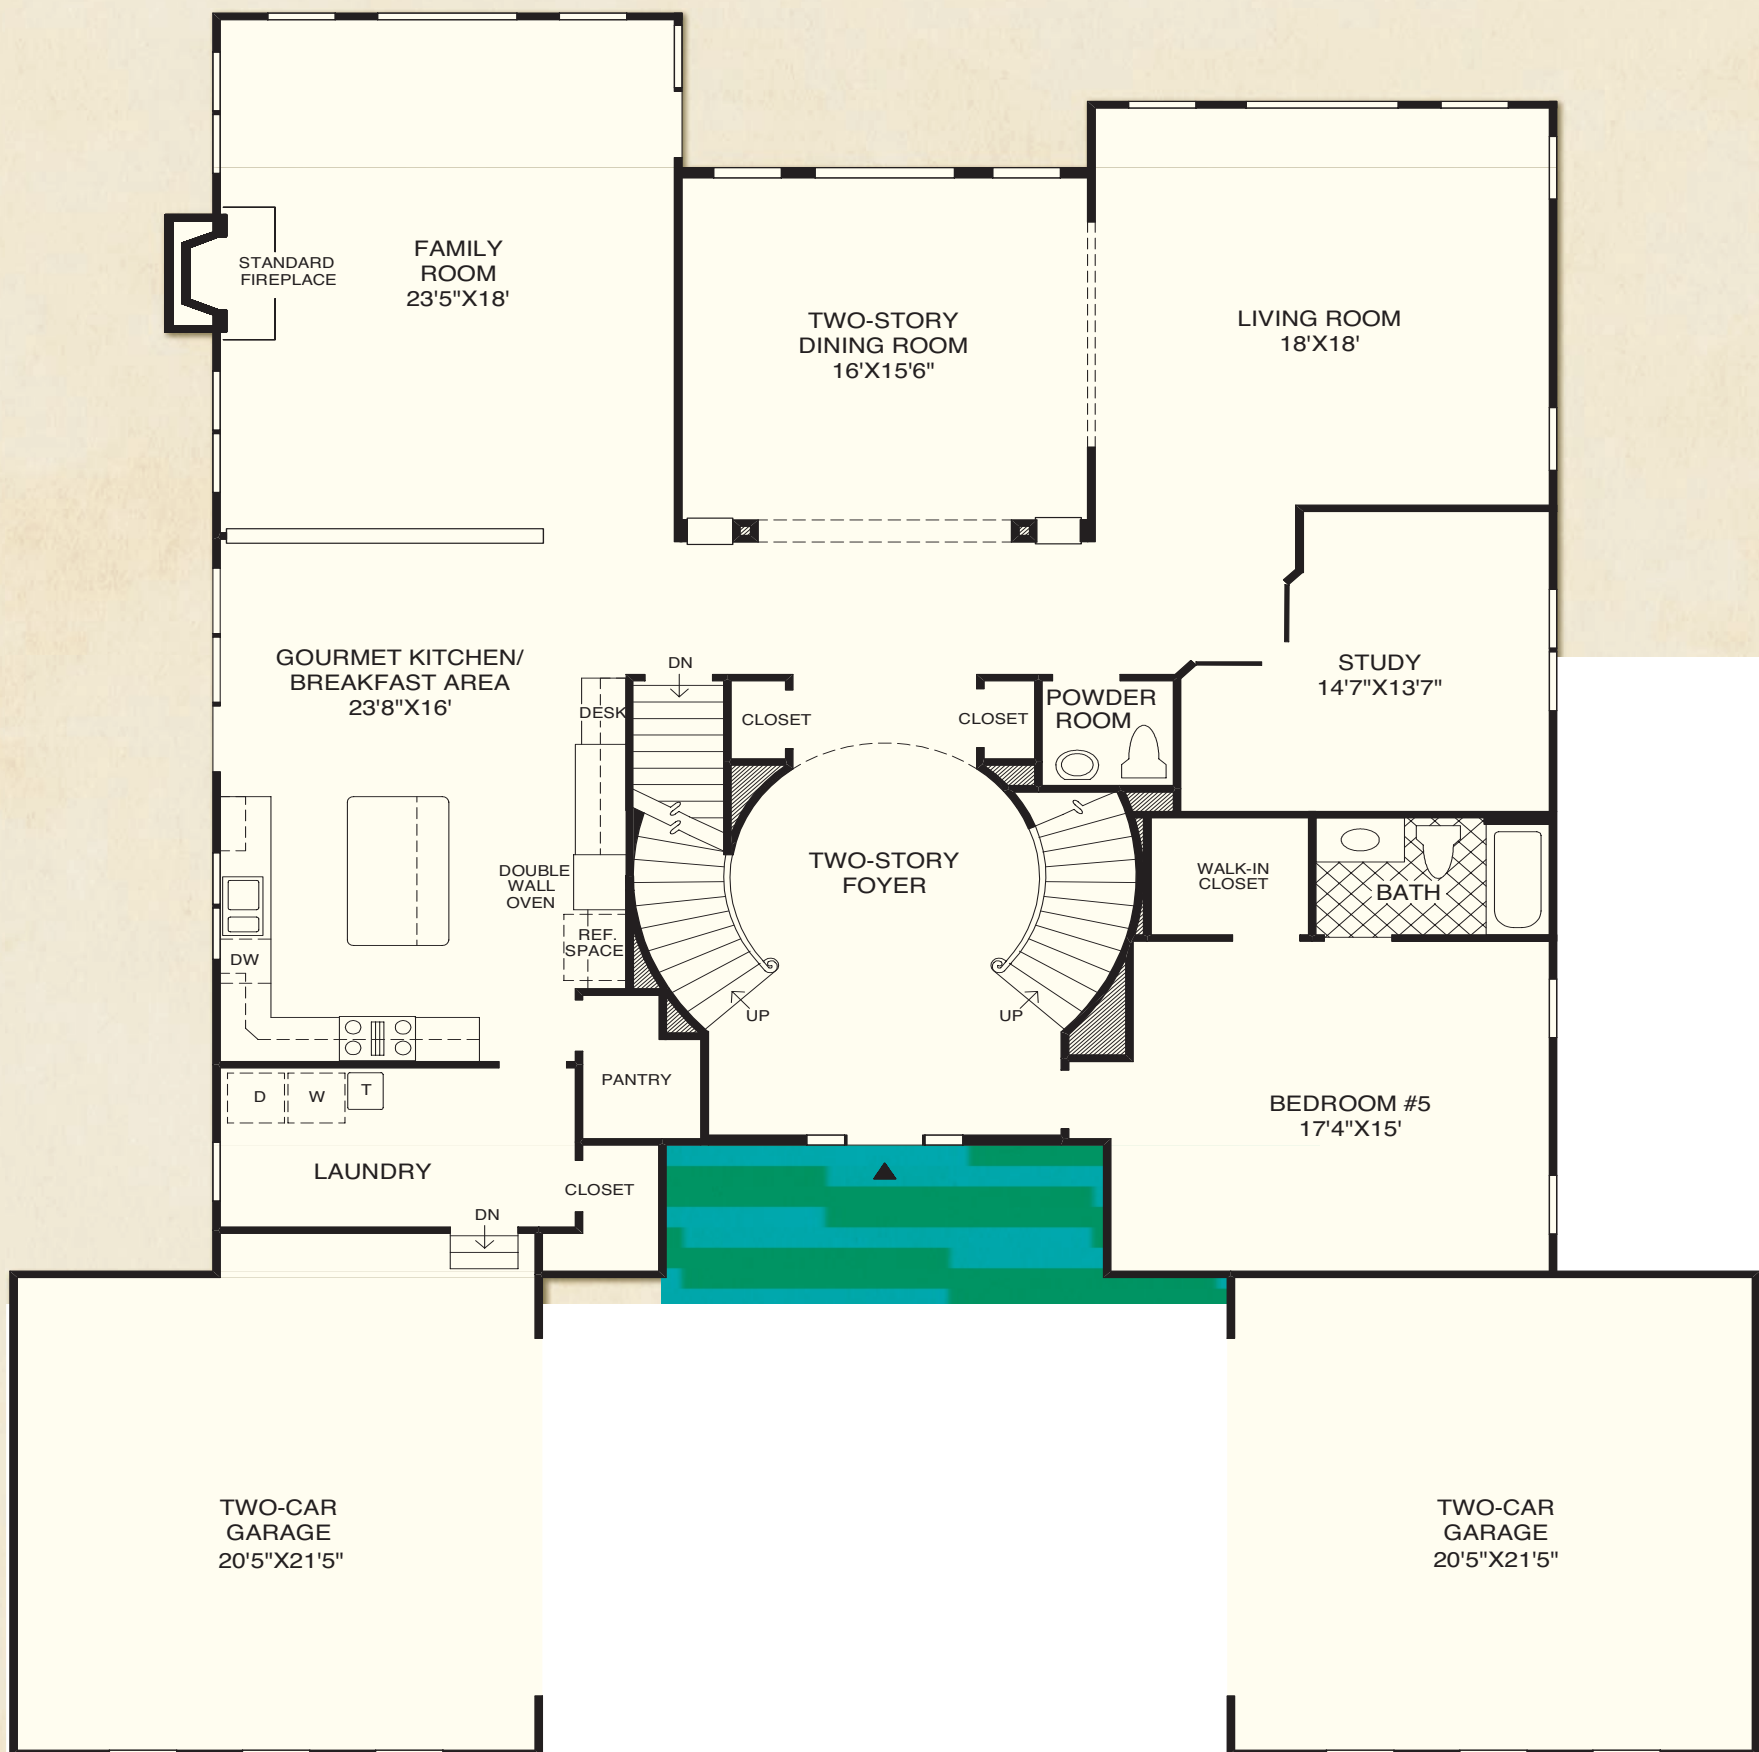 FAMILY
ROOM
23'5"X18'
STANDARD
FIREPLACE
TWO-STORY
DINING ROOM
16'X15'6"
LIVING ROOM
18'X18'
GOURMET KITCHEN/
BREAKFAST AREA
23'8"X16'
DESK
DN
CLOSET
CLOSET
POWDER
ROOM
STUDY
14'7"X13'7"
DOUBLE
WALL
OVEN
REF.
SPACE
DW
TWO-STORY
FOYER
UP
UP
WALK-IN
CLOSET
BATH
D
W
T
PANTRY
BEDROOM #5
17'4"X15'
LAUNDRY
CLOSET
DN
TWO-CAR
GARAGE
20'5"X21'5"
TWO-CAR
GARAGE
20'5"X21'5"